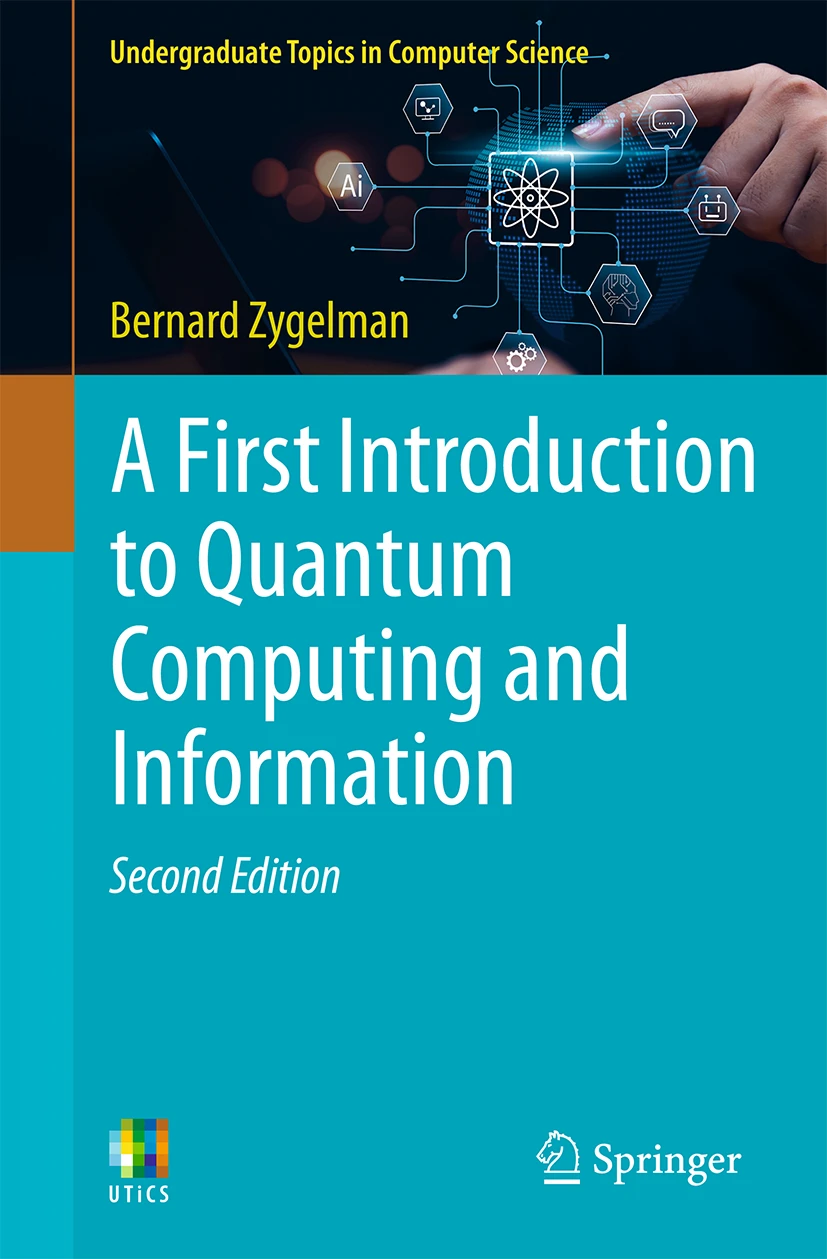 Undergraduate Topics in Computer Science
Ai
Bernard Zygelman
A First Introduction
to Quantum
Computing and
Information
Second Edition
UTiCS
Springer